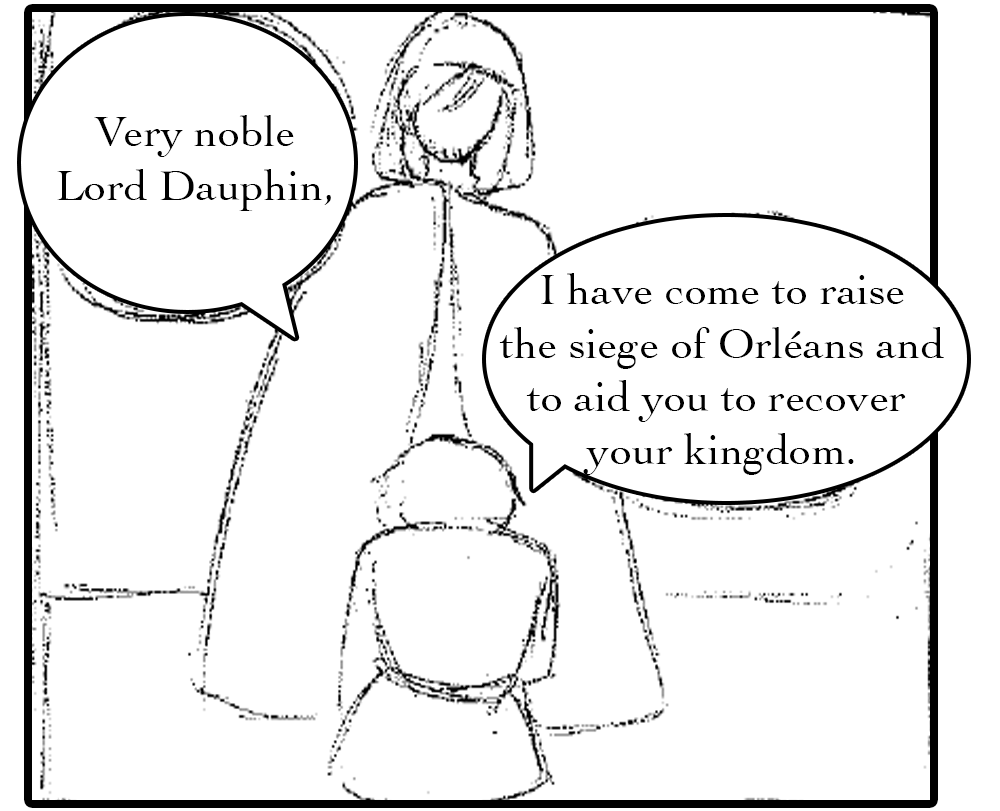 Very noble
Lord Dauphin,
I have come to raise
the siege of Orléans and
to aid you to recover
your kingdom.